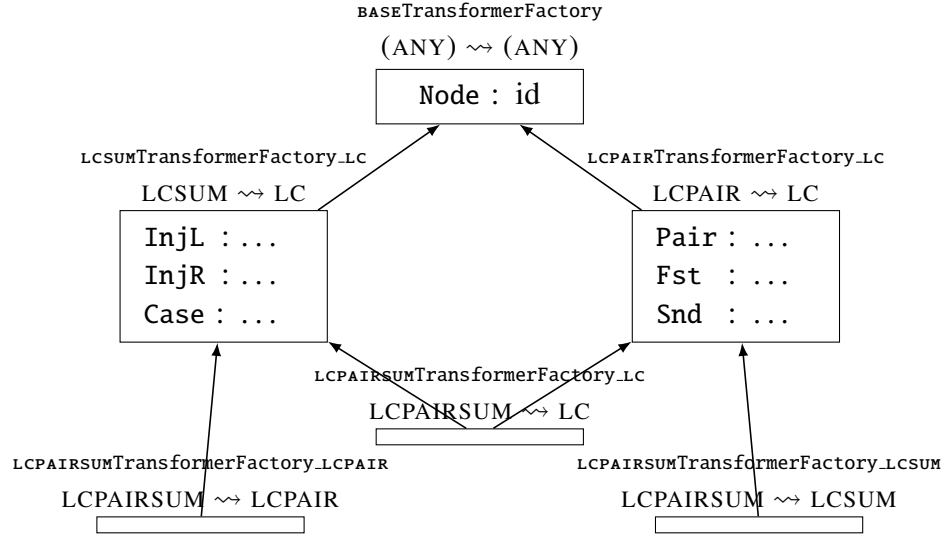 BASETransformerFactory
(ANY) ⇝ (ANY)
Node : id
LCSUMTransformerFactory_LC
LCSUM ⇝ LC
InjL : ...
InjR : ...
Case : ...
LCPAIRTransformerFactory_LC
LCPAIR ⇝ LC
Pair : ...
Fst : ...
Snd : ...
LCPAIRSUMTransformerFactory_LC
LCPAIRSUM ⇝ LC
LCPAIRSUMTransformerFactory_LCPAIR
LCPAIRSUM ⇝ LCPAIR
LCPAIRSUMTransformerFactory_LCSUM
LCPAIRSUM ⇝ LCSUM